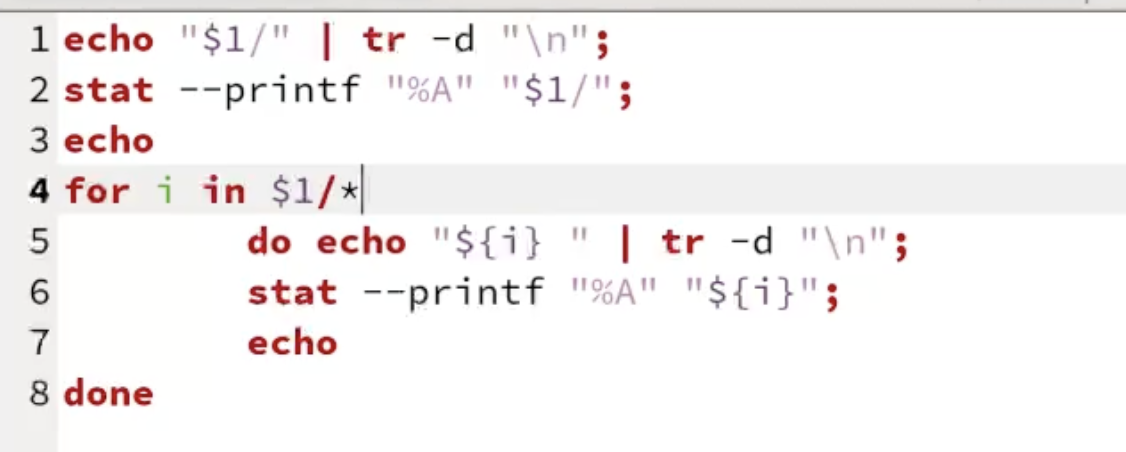 1 echo "$1/" | tr -d "\n";
2 stat --printf "%A" "$1/";
3 echo
4 for i in $1/*
5 do echo "${i} " | tr -d "\n";
6 stat --printf "%A" "${i}";
7 echo
8 done